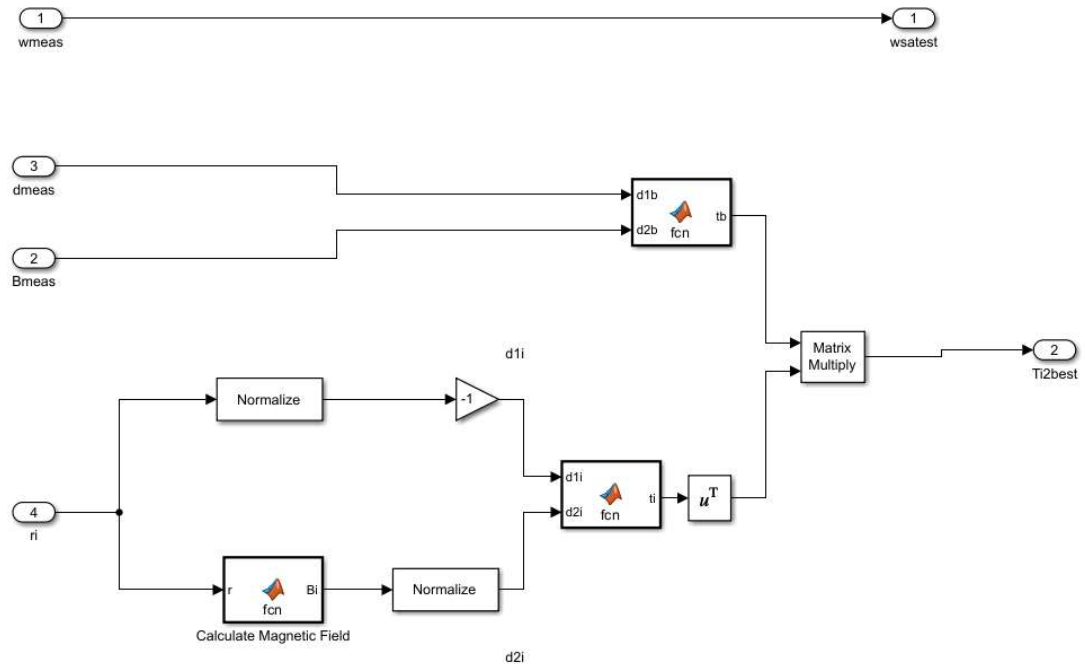 1
wmeas
1
wsatest
3
dmeas
d1b
d2b
fcn
tb
2
Bmeas
Matrix
Multiply
2
Ti2best
d1i
Normalize
-1
4
ri
d1i
d2i
fcn
ti
uT
r
fcn
Bi
Calculate Magnetic Field
Normalize
d2i